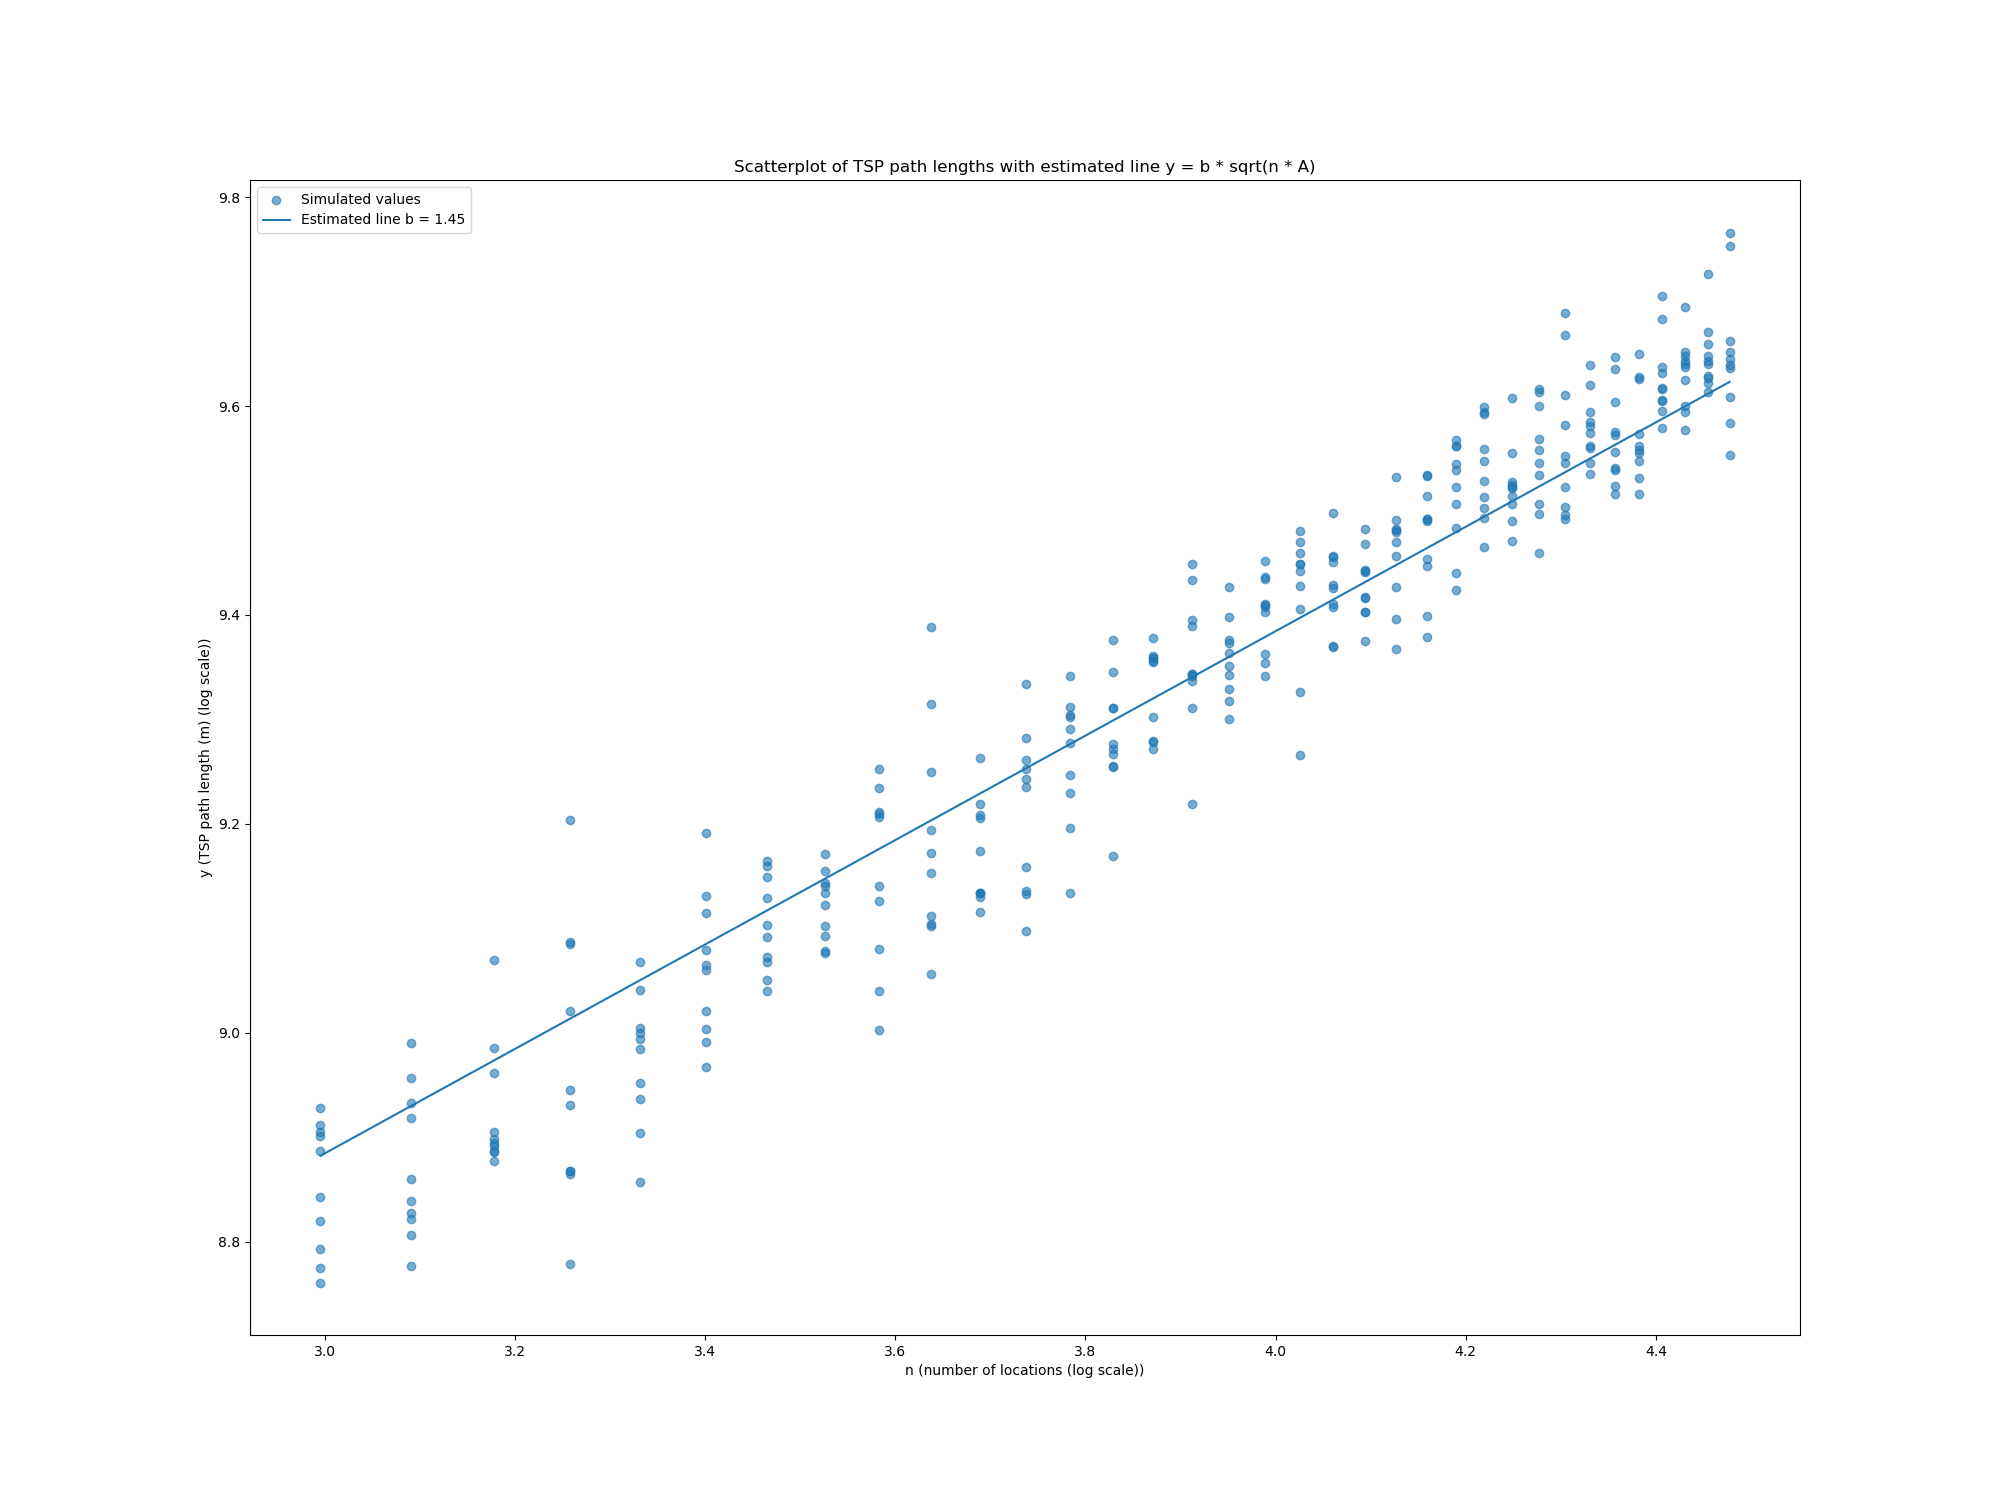 Scatterplot of TSP path lengths with estimated line y = b * sqrt(n * A)
Simulated values
Estimated line b = 1.45
9.8
9.6
9.4
9.2
9.0
8.8
y (TSP path length (m) (log scale))
3.0 3.2 3.4 3.6 3.8 4.0 4.2 4.4
n (number of locations (log scale))